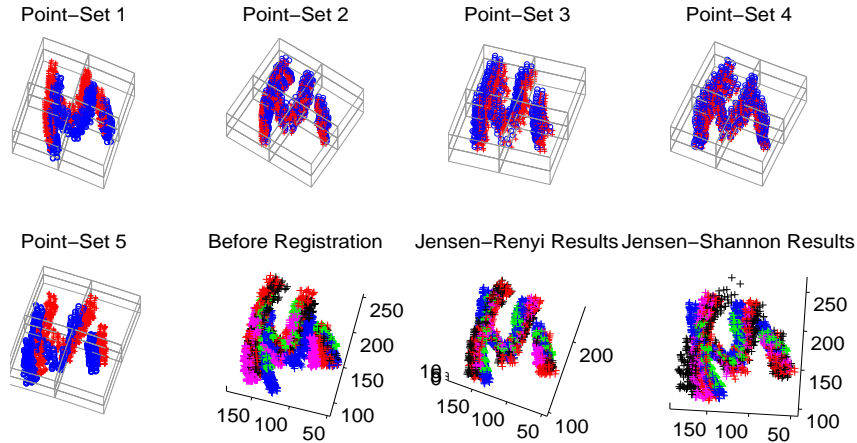 Point−Set 1
Point−Set 2
Point−Set 3
Point−Set 4
Point−Set 5
Before Registration
Jensen−Renyi Results
Jensen−Shannon Results
250
200
150
100
150
100
50
200
100
150
100
50
250
200
150
100
150
100
50